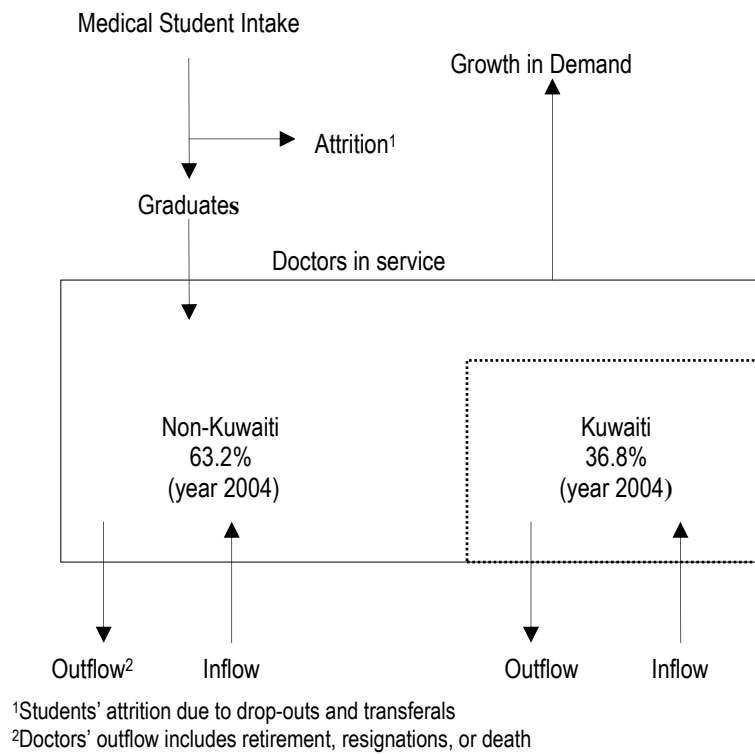 Medical Student Intake
Growth in Demand
Attrition¹
Graduates
Doctors in service
Non-Kuwaiti
63.2%
(year 2004)
Kuwaiti
36.8%
(year 2004)
Outflow²
Inflow
Outflow
Inflow
¹Students’ attrition due to drop-outs and transferals
²Doctors’ outflow includes retirement, resignations, or death